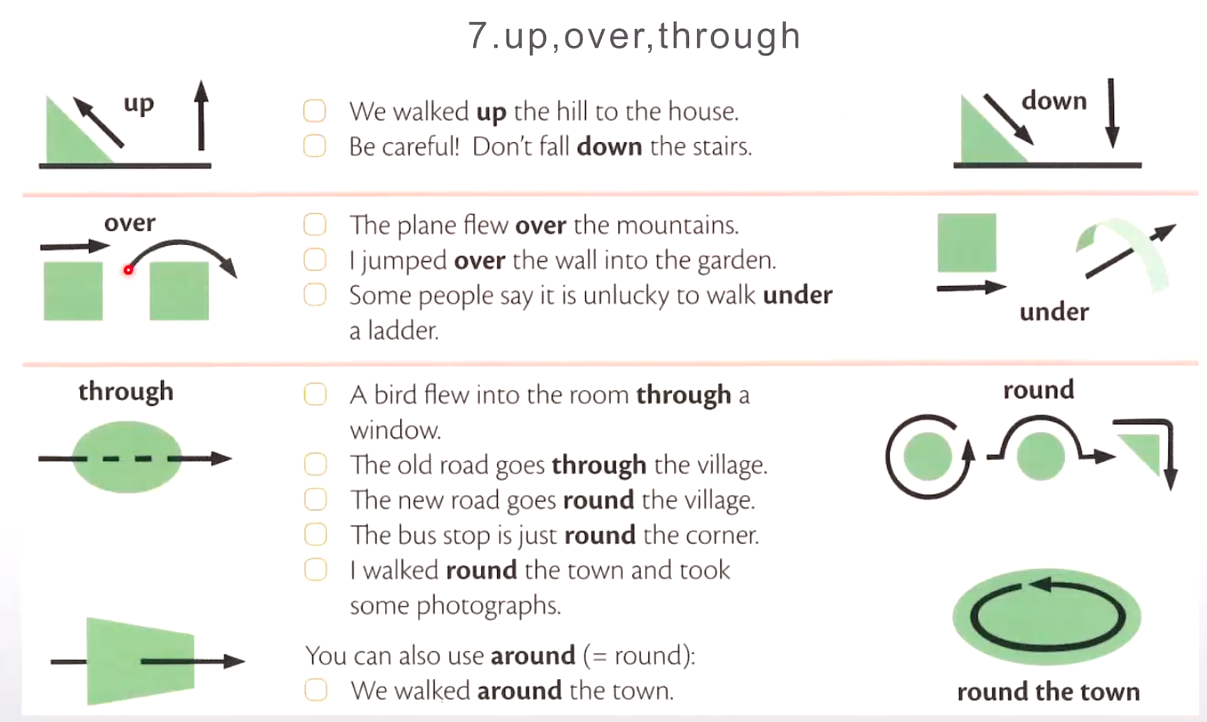 7.up,over,through
up
We walked up the hill to the house.
Be careful! Don't fall down the stairs.
down
over
The plane flew over the mountains.
I jumped over the wall into the garden.
Some people say it is unlucky to walk under
a ladder.
under
through
A bird flew into the room through a
window.
The old road goes through the village.
The new road goes round the village.
The bus stop is just round the corner.
I walked round the town and took
some photographs.
round
You can also use around (= round):
We walked around the town.
round the town